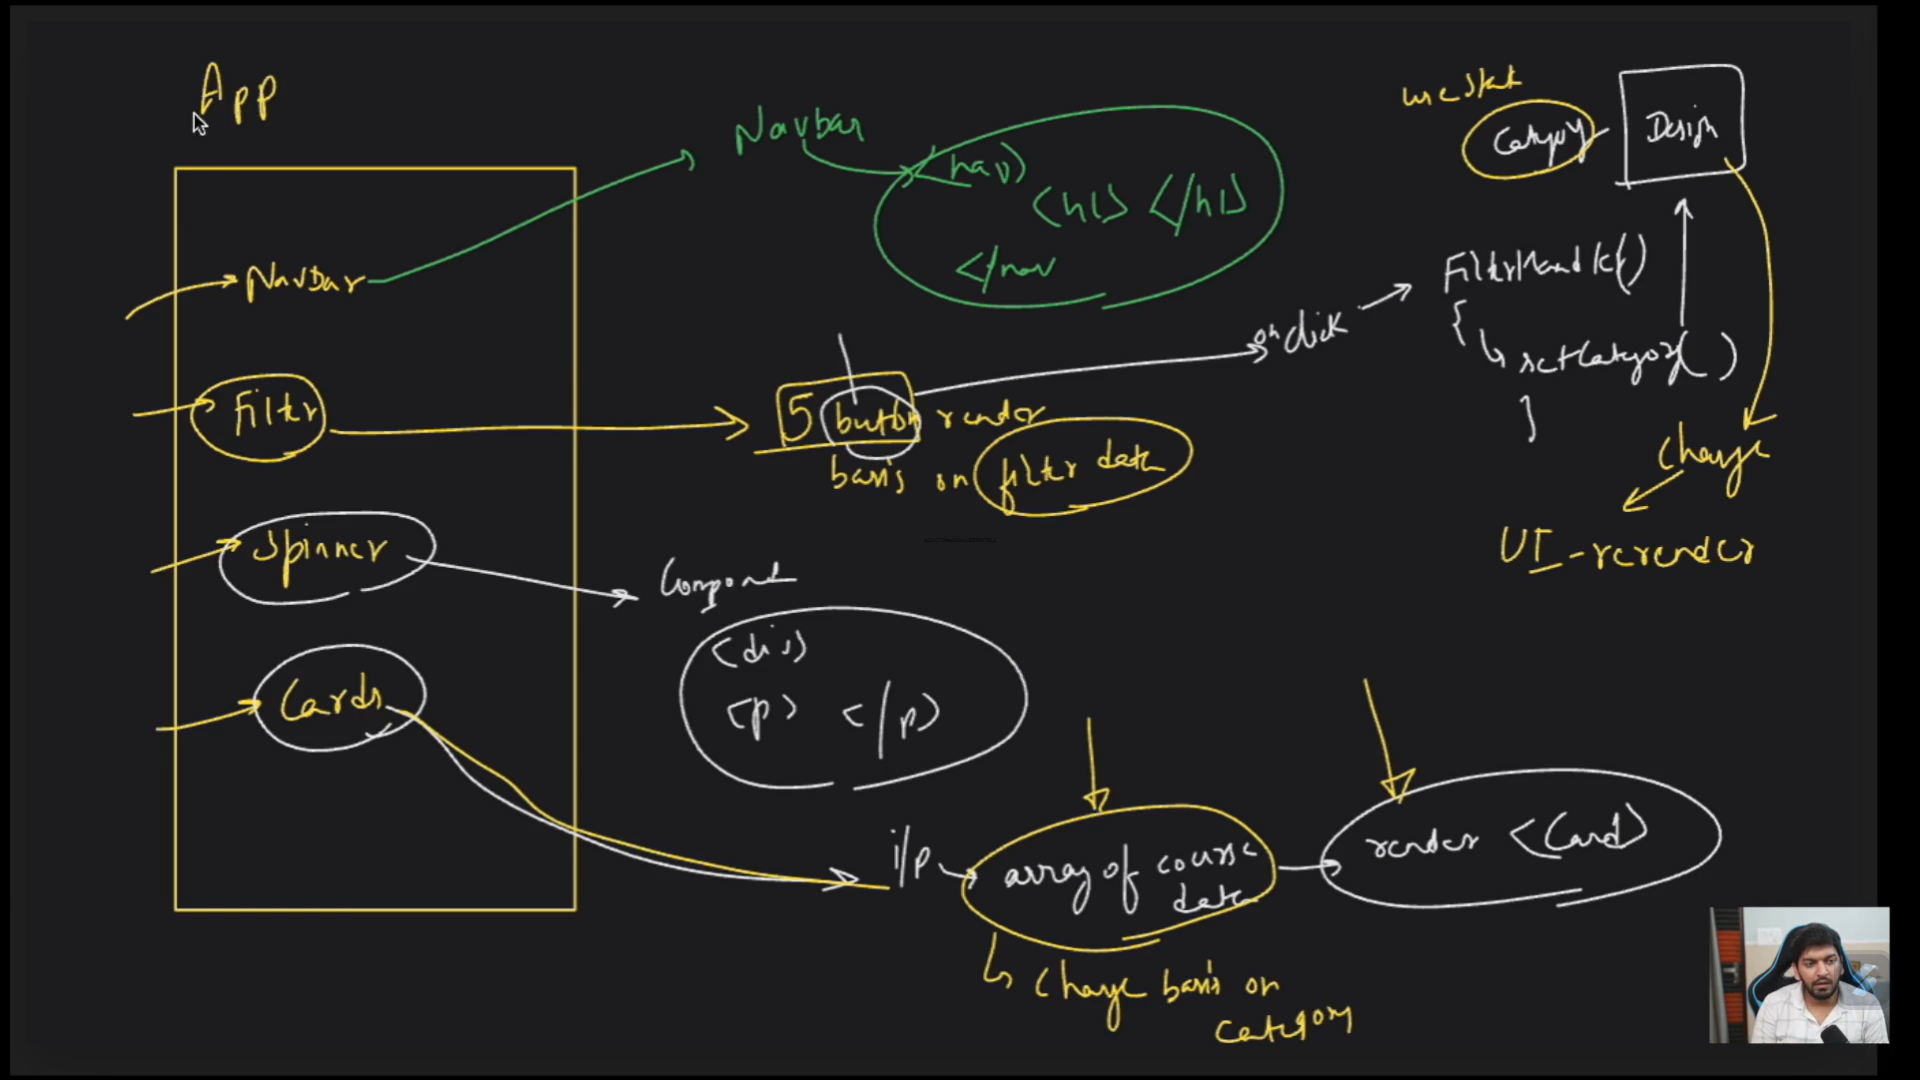 App
NavBar
Filter
Spinner
Cards
Navbar
<nav>
<h1> </h1>
</nav
5 button render
basis on filter data
onclick
useState
Category
Design
FilterHandler()
{
setCategory( )
}
change
UI-rerender
Component
<div>
<p> </p>
i/p
array of course
data
render <Card>
change basis on
category